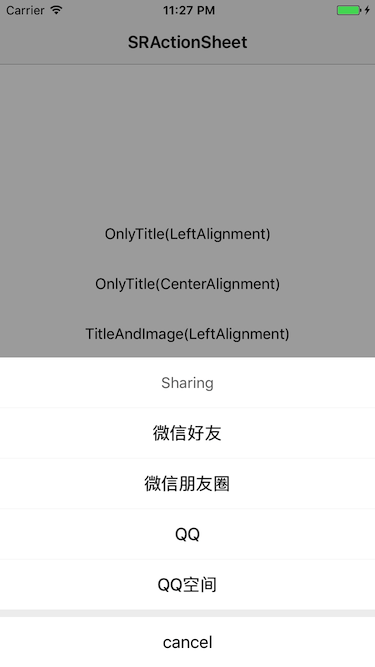 Carrier 11:27 PM
SRActionSheet
OnlyTitle(LeftAlignment)
OnlyTitle(CenterAlignment)
TitleAndImage(LeftAlignment)
Sharing
微信好友
微信朋友圈
QQ
QQ空间
cancel